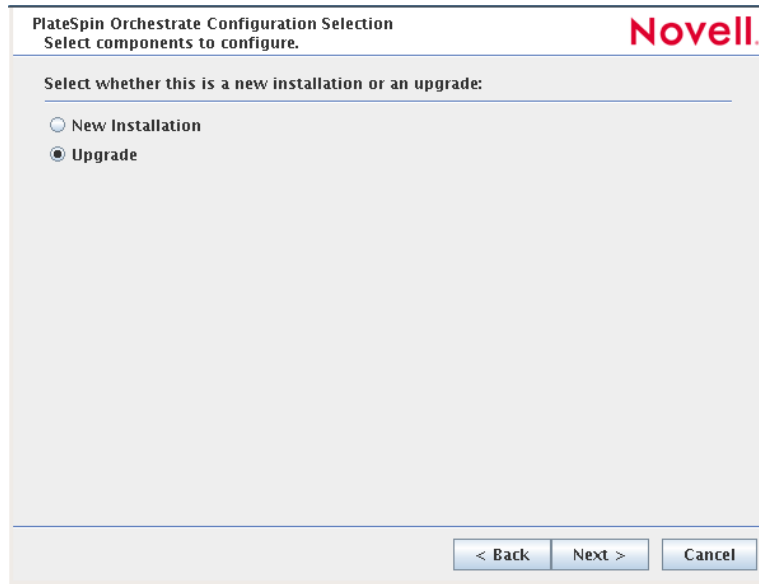 PlateSpin Orchestrate Configuration Selection
Select components to configure.
Novell.
Select whether this is a new installation or an upgrade:
New Installation
Upgrade
< Back
Next >
Cancel